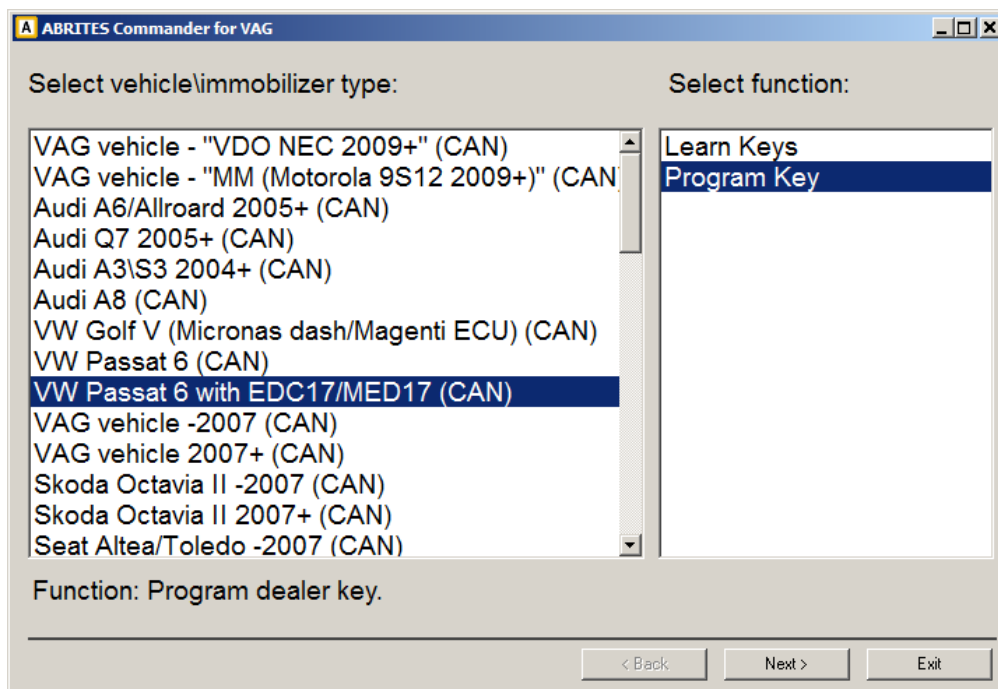 ABRITES Commander for VAG
Select vehicle\immobilizer type:
Select function:
VAG vehicle - "VDO NEC 2009+" (CAN)
VAG vehicle - "MM (Motorola 9S12 2009+)" (CAN
Audi A6/Allroard 2005+ (CAN)
Audi Q7 2005+ (CAN)
Audi A3\S3 2004+ (CAN)
Audi A8 (CAN)
VW Golf V (Micronas dash/Magenti ECU) (CAN)
VW Passat 6 (CAN)
VW Passat 6 with EDC17/MED17 (CAN)
VAG vehicle -2007 (CAN)
VAG vehicle 2007+ (CAN)
Skoda Octavia II -2007 (CAN)
Skoda Octavia II 2007+ (CAN)
Seat Altea/Toledo -2007 (CAN)
Learn Keys
Program Key
Function: Program dealer key.
< Back
Next >
Exit